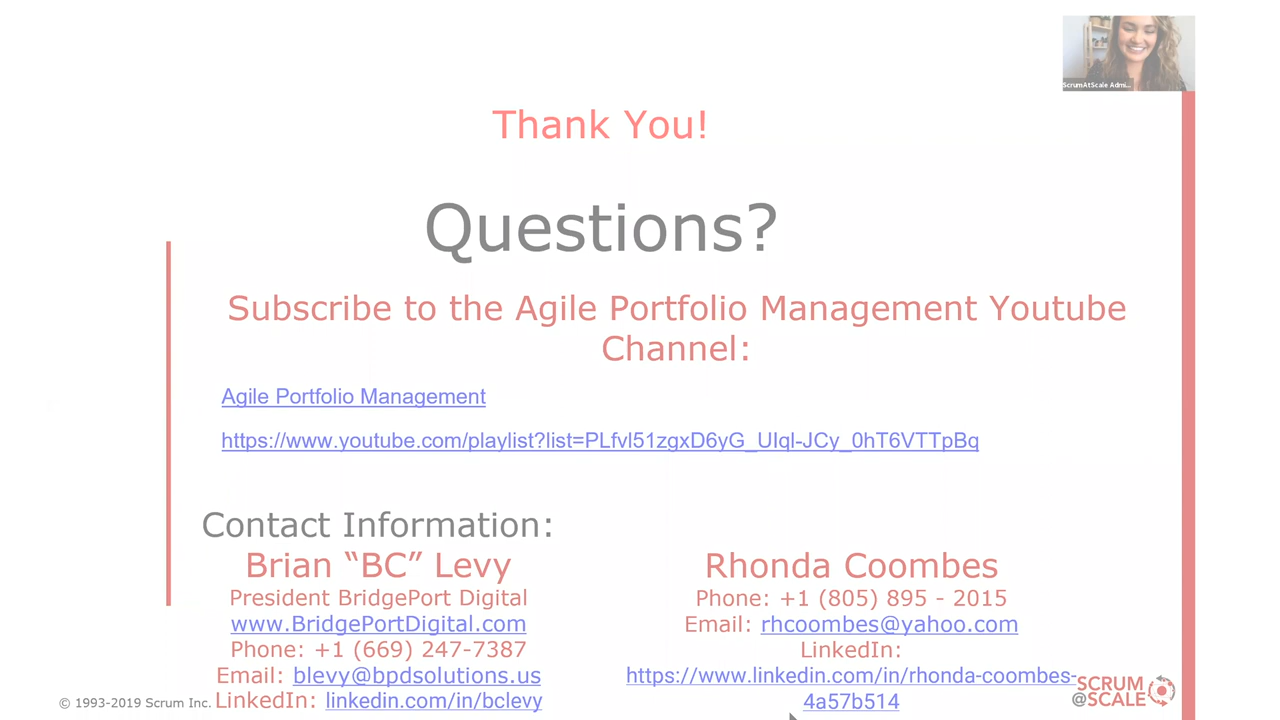 ScrumAtScale Admi...
Thank You!
Questions?
Subscribe to the Agile Portfolio Management Youtube
Channel:
Agile Portfolio Management
https://www.youtube.com/playlist?list=PLfvl51zgxD6yG_UIql-JCy_0hT6VTTpBq
Contact Information:
Brian “BC” Levy
President BridgePort Digital
www.BridgePortDigital.com
Phone: +1 (669) 247-7387
Email: blevy@bpdsolutions.us
LinkedIn: linkedin.com/in/bclevy
Rhonda Coombes
Phone: +1 (805) 895 - 2015
Email: rhcoombes@yahoo.com
LinkedIn:
https://www.linkedin.com/in/rhonda-coombes-
4a57b514
© 1993-2019 Scrum Inc.
SCRUM
@SCALE